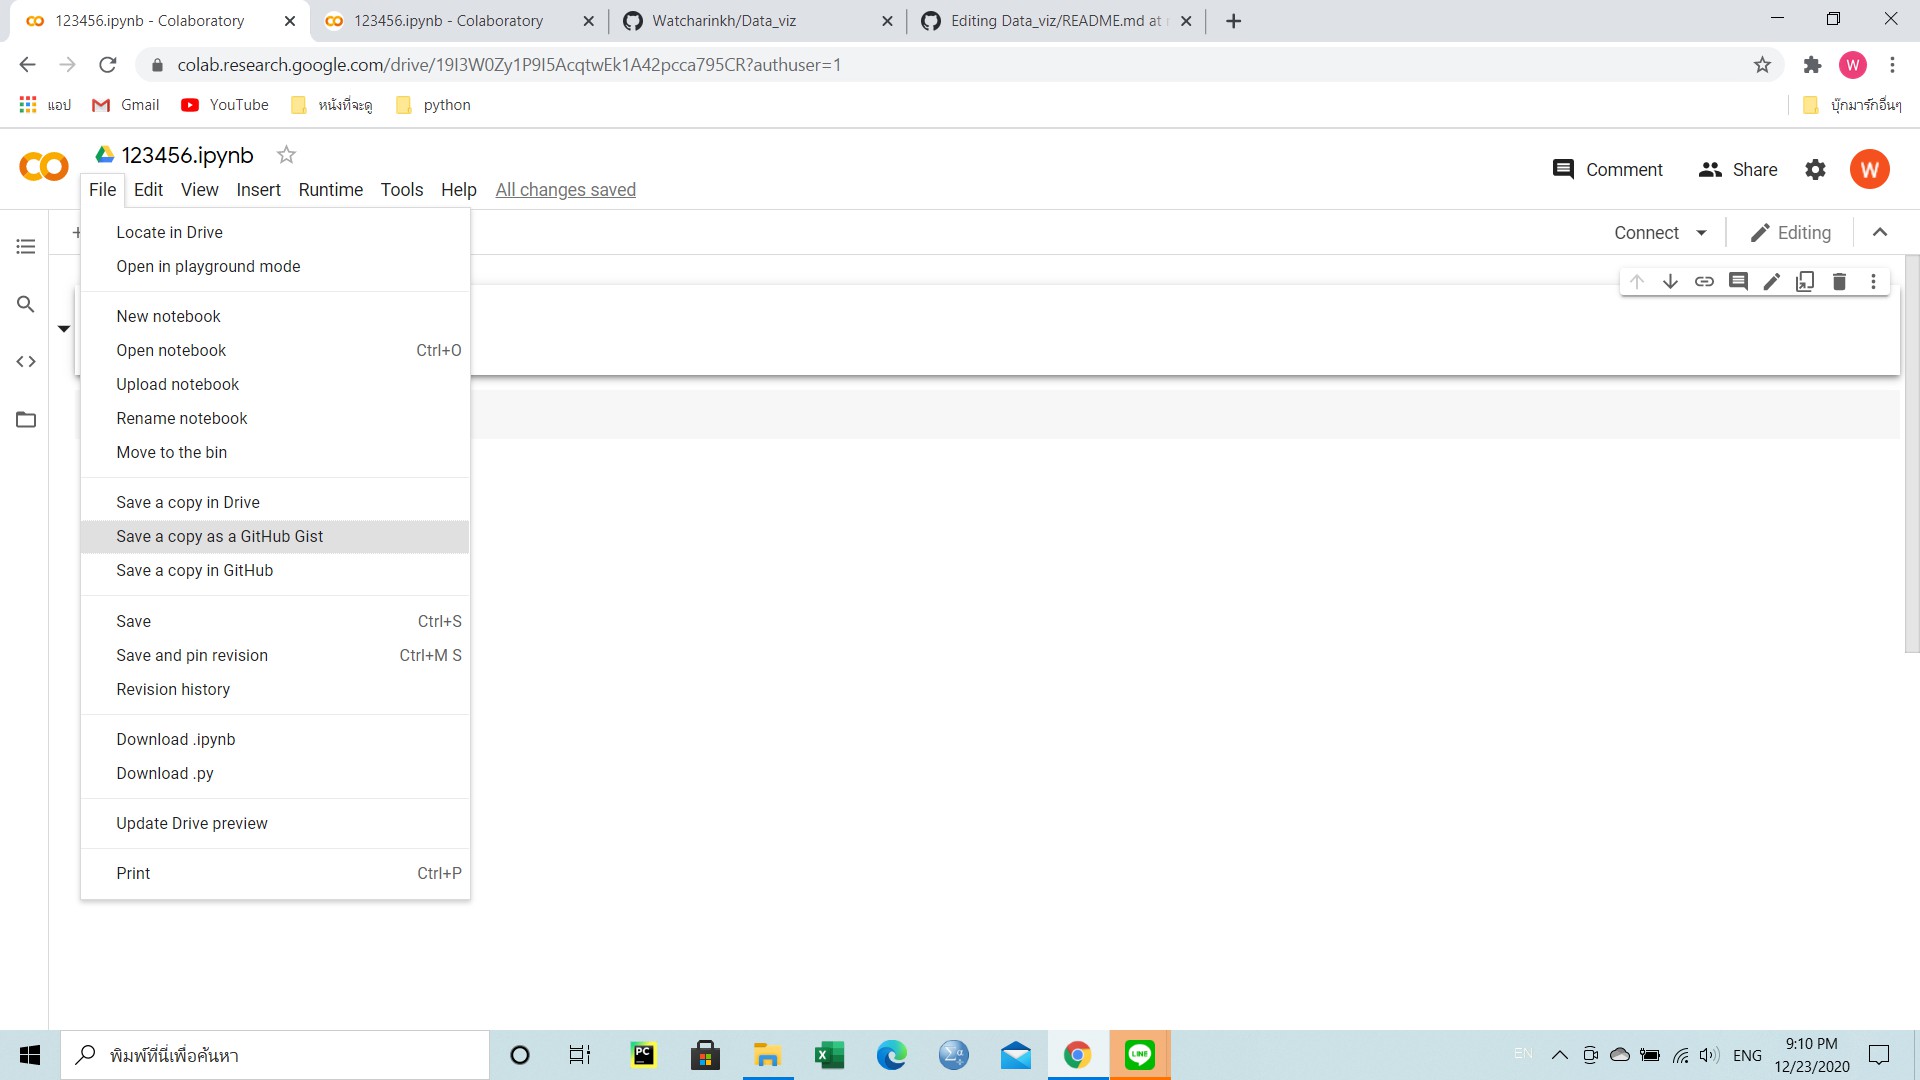 123456.ipynb - Colaboratory
123456.ipynb - Colaboratory
Watcharinkh/Data_viz
Editing Data_viz/README.md at
colab.research.google.com/drive/19I3W0Zy1P9I5AcqtwEk1A42pcca795CR?authuser=1
W
แอป
Gmail
YouTube
หนังที่จะดู
python
บุ๊กมาร์กอื่นๆ
123456.ipynb
Comment
Share
W
File Edit View Insert Runtime Tools Help All changes saved
Connect
Editing
Locate in Drive
Open in playground mode
New notebook
Open notebook Ctrl+O
Upload notebook
Rename notebook
Move to the bin
Save a copy in Drive
Save a copy as a GitHub Gist
Save a copy in GitHub
Save Ctrl+S
Save and pin revision Ctrl+M S
Revision history
Download .ipynb
Download .py
Update Drive preview
Print Ctrl+P
พิมพ์ที่นี่เพื่อค้นหา
PC
LINE
EN
ENG
9:10 PM
12/23/2020